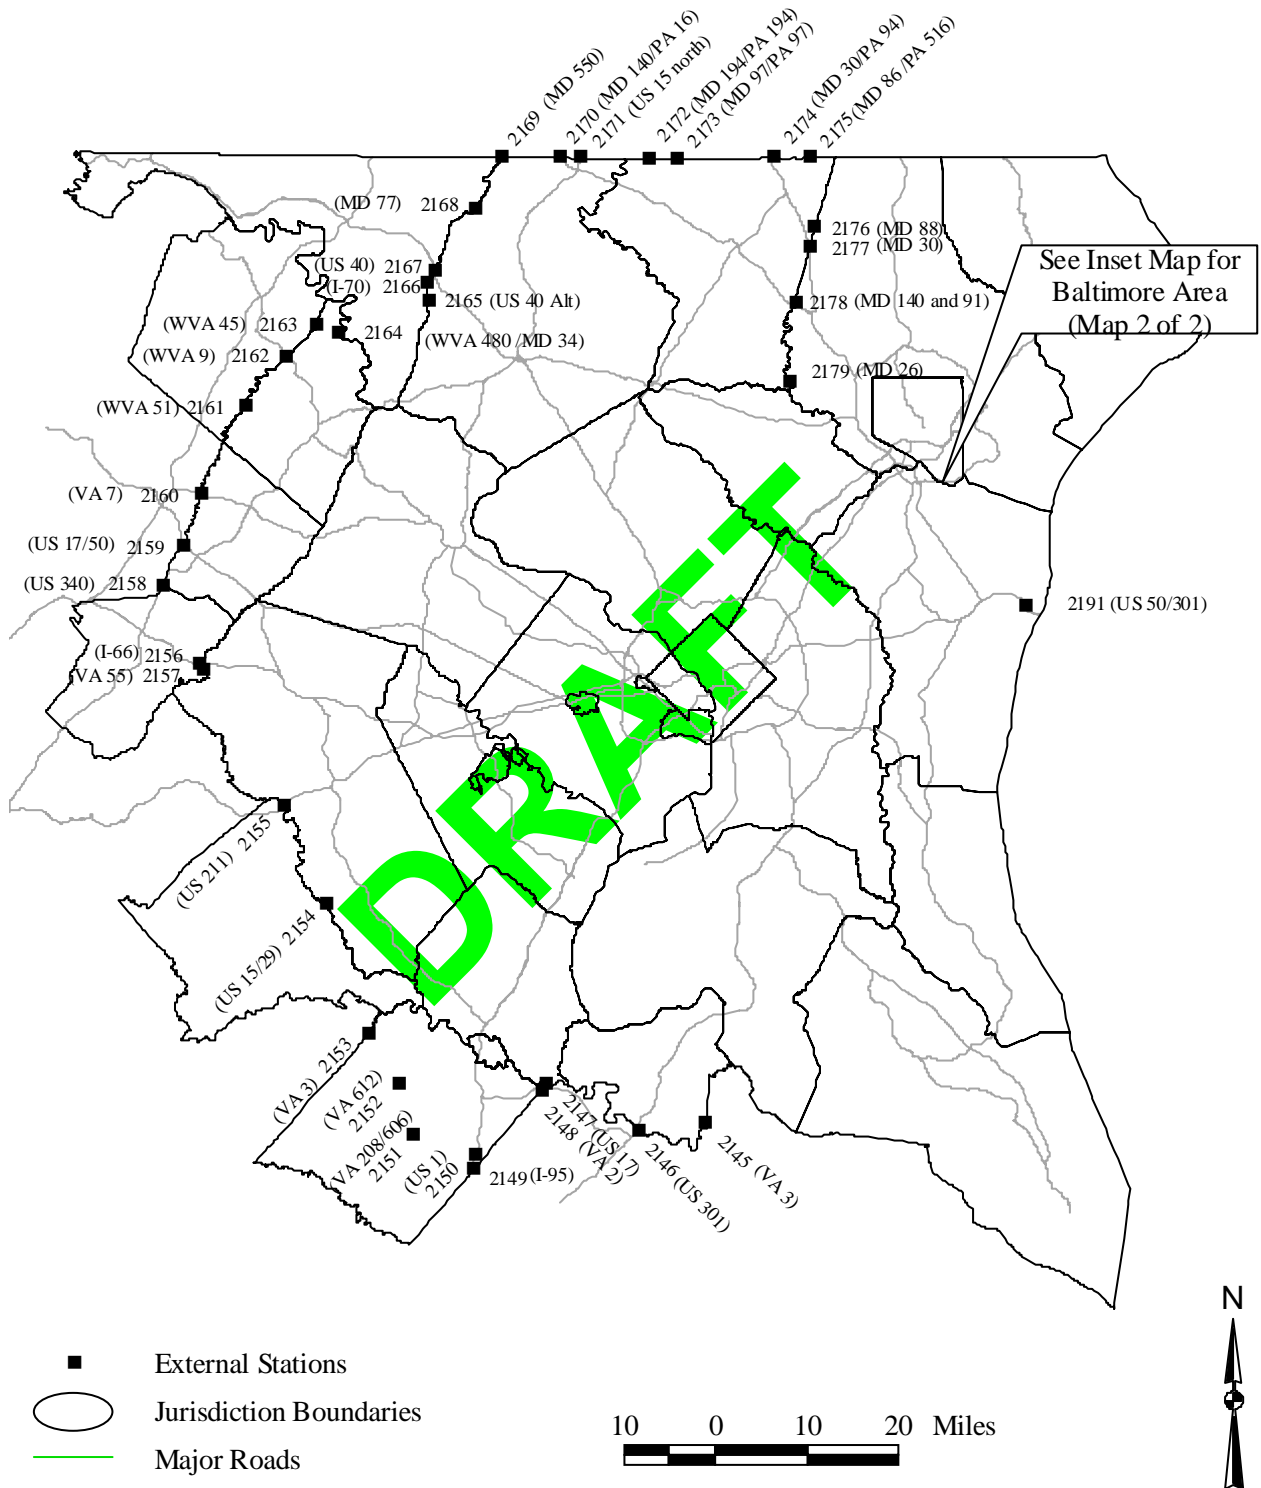 2169 (MD 550)
2170 (MD 140/PA 16)
2171 (US 15 north)
2172 (MD 194/PA 194)
2173 (MD 97/PA 97)
2174 (MD 30/PA 94)
2175 (MD 86 /PA 516)
(MD 77) 2168
2176 (MD 88)
2177 (MD 30)
(US 40) 2167
(I-70) 2166
2165 (US 40 Alt)
2178 (MD 140 and 91)
See Inset Map for
Baltimore Area
(Map 2 of 2)
(WVA 45) 2163
2164
(WVA 480 /MD 34)
(WVA 9) 2162
2179 (MD 26)
(WVA 51) 2161
(VA 7) 2160
(US 17/50) 2159
(US 340) 2158
2191 (US 50/301)
(I-66) 2156
(VA 55) 2157
DRAFT
(US 211) 2155
(US 15/29) 2154
(VA 3) 2153
(VA 612)
2152
(VA 208/606)
2151
(US 1)
2150
2149 (I-95)
2147 (US 17)
2148 (VA 2)
2146 (US 301)
2145 (VA 3)
N
External Stations
Jurisdiction Boundaries
Major Roads
10 0 10 20 Miles